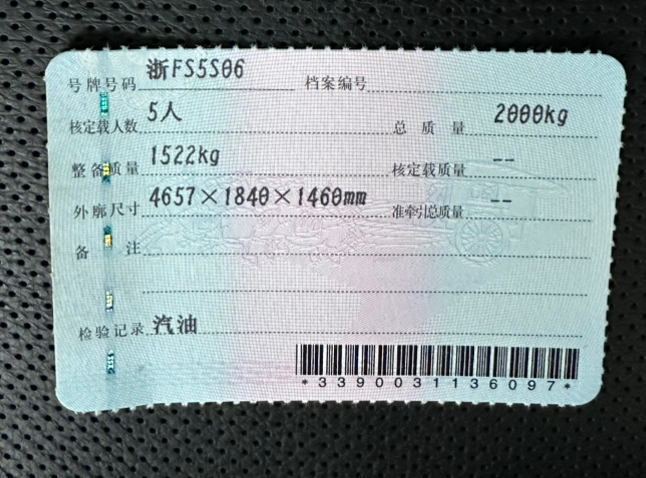 号牌号码 浙FS5S06 档案编号
核定载人数 5人 总质量 2000kg
整备质量 1522kg 核定载质量 --
外廓尺寸 4657×1840×1460mm 准牵引总质量 --
备注
检验记录 汽油
*339003113609​7*